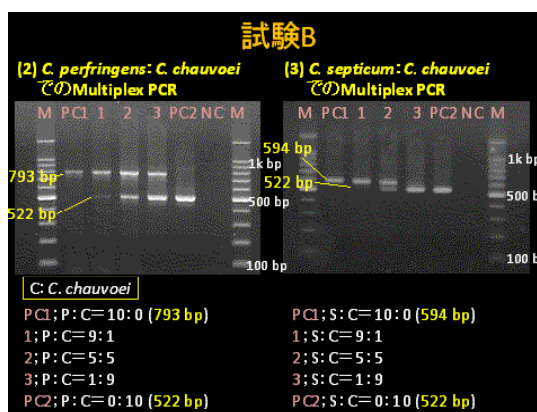 試験B
(2) C. perfringens: C. chauvoei
でのMultiplex PCR
M PC1 1 2 3 PC2 NC M
793 bp
522 bp
1k bp
500 bp
100 bp
(3) C. septicum: C. chauvoei
でのMultiplex PCR
M PC1 1 2 3 PC2 NC M
594 bp
522 bp
1k bp
500 bp
100 bp
C: C. chauvoei
PC1; P:C=10:0 (793 bp)
1; P:C=9:1
2; P:C=5:5
3; P:C=1:9
PC2; P:C=0:10 (522 bp)
PC1; S:C=10:0 (594 bp)
1; S:C=9:1
2; S:C=5:5
3; S:C=1:9
PC2; S:C=0:10 (522 bp)